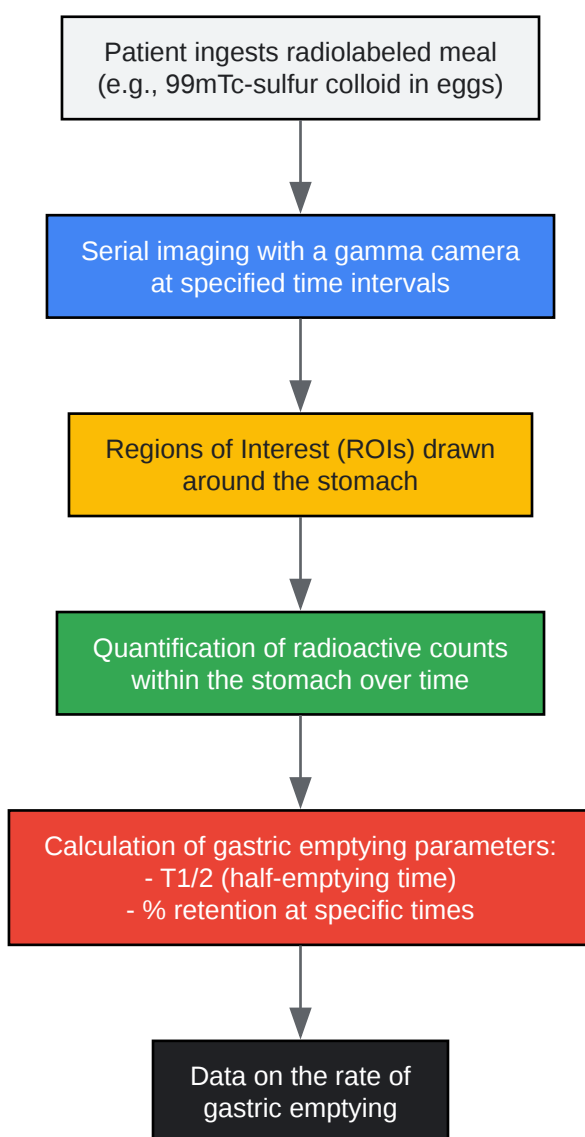 Patient ingests radiolabeled meal
(e.g., 99mTc-sulfur colloid in eggs)
Serial imaging with a gamma camera
at specified time intervals
Regions of Interest (ROIs) drawn
around the stomach
Quantification of radioactive counts
within the stomach over time
Calculation of gastric emptying parameters:
- T1/2 (half-emptying time)
- % retention at specific times
Data on the rate of
gastric emptying